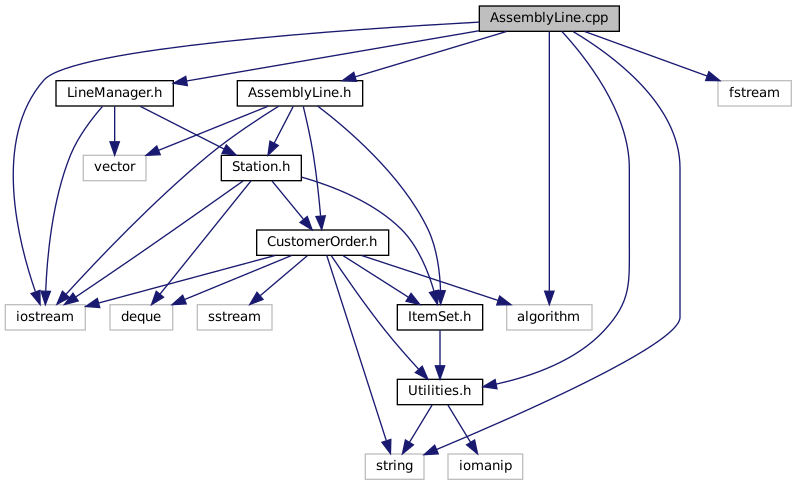 AssemblyLine.cpp
LineManager.h
AssemblyLine.h
fstream
vector
Station.h
CustomerOrder.h
iostream
deque
sstream
ItemSet.h
algorithm
Utilities.h
string
iomanip